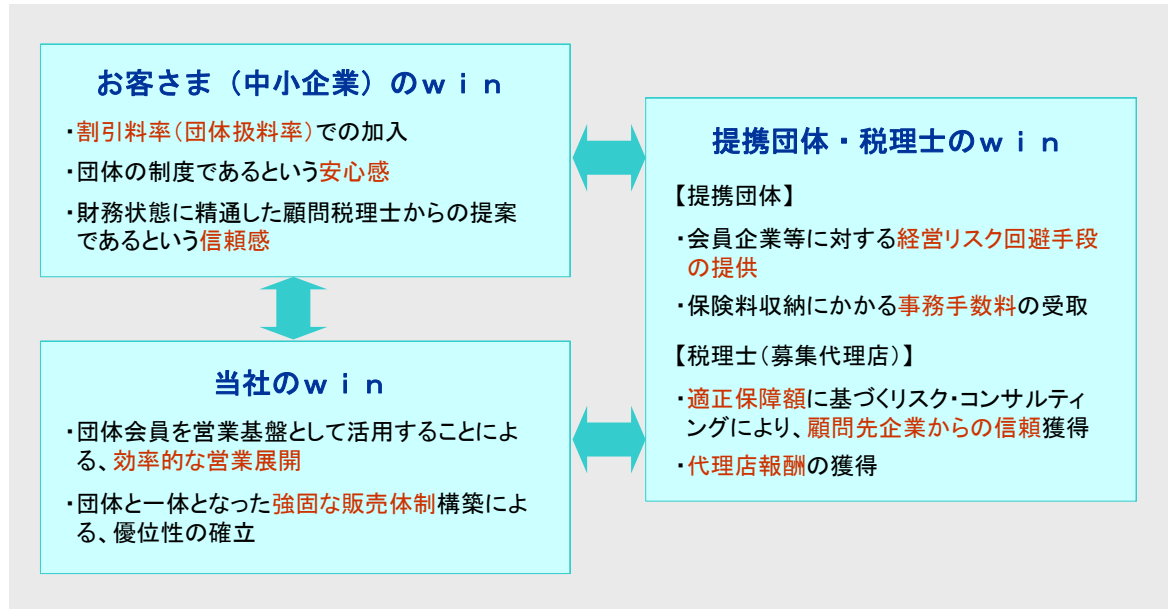 お客さま（中小企業）のｗｉｎ
・割引料率（団体扱料率）での加入
・団体の制度であるという安心感
・財務状態に精通した顧問税理士からの提案
であるという信頼感
当社のｗｉｎ
・団体会員を営業基盤として活用することによ
る、効率的な営業展開
・団体と一体となった強固な販売体制構築によ
る、優位性の確立
提携団体・税理士のｗｉｎ
【提携団体】
・会員企業等に対する経営リスク回避手段
の提供
・保険料収納にかかる事務手数料の受取
【税理士（募集代理店）】
・適正保障額に基づくリスク・コンサルティ
ングにより、顧問先企業からの信頼獲得
・代理店報酬の獲得